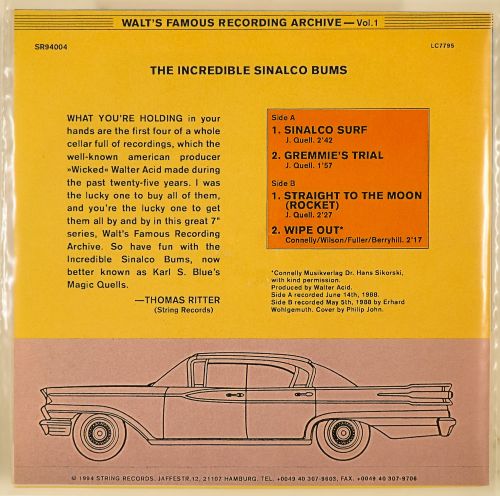 WALT'S FAMOUS RECORDING ARCHIVE — Vol.1
SR94004
LC7795
THE INCREDIBLE SINALCO BUMS
WHAT YOU'RE HOLDING in your
hands are the first four of a whole
cellar full of recordings, which the
well-known american producer
»Wicked« Walter Acid made during
the past twenty-five years. I was
the lucky one to buy all of them,
and you're the lucky one to get
them all by and by in this great 7"
series, Walt's Famous Recording
Archive. So have fun with the
Incredible Sinalco Bums, now
better known as Karl S. Blue's
Magic Quells.
—THOMAS RITTER
(String Records)
Side A
1. SINALCO SURF
J. Quell. 2'42
2. GREMMIE'S TRIAL
J. Quell. 1'57
Side B
1. STRAIGHT TO THE MOON
(ROCKET)
J. Quell. 2'27
2. WIPE OUT*
Connelly/Wilson/Fuller/Berryhill. 2'17
*Connelly Musikverlag Dr. Hans Sikorski,
with kind permission.
Produced by Walter Acid.
Side A recorded June 14th, 1988.
Side B recorded May 5th, 1988 by Erhard
Wohlgemuth. Cover by Philip John.
© 1994 STRING RECORDS, JAFFESTR.12, 21107 HAMBURG. TEL. +0049 40 307-9803, FAX. +0049 40 307-9706